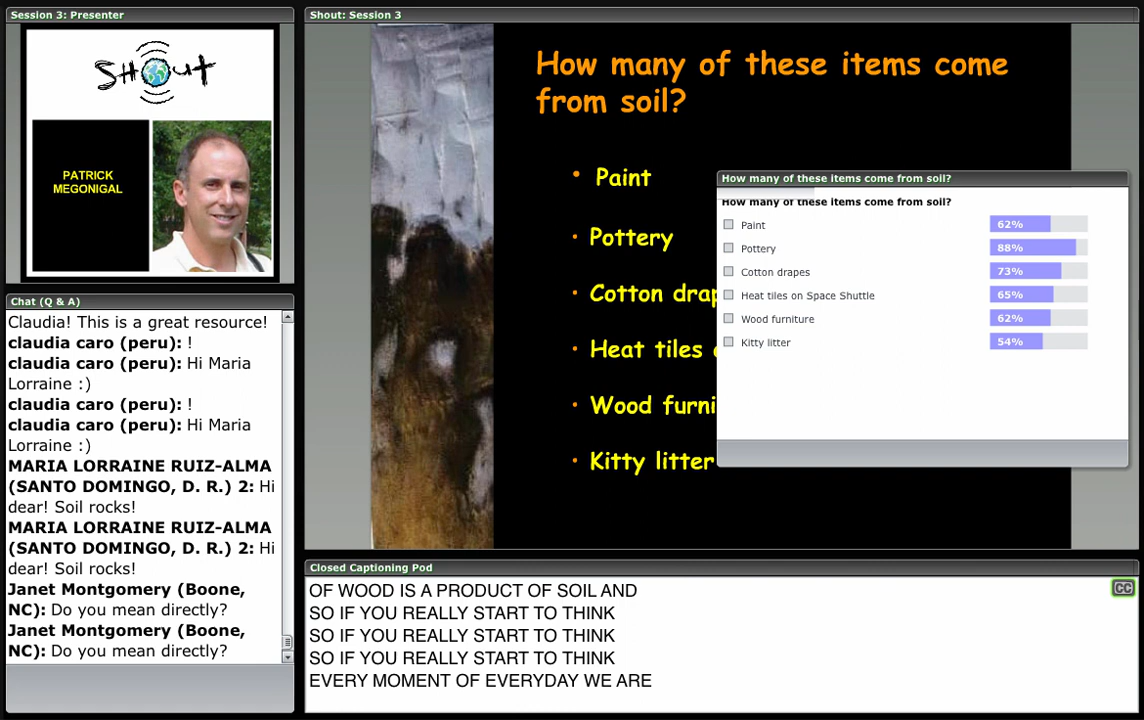 Session 3: Presenter
SHOUT
PATRICK
MEGONIGAL
Chat (Q & A)
Claudia! This is a great resource!
claudia caro (peru): !
claudia caro (peru): Hi Maria
Lorraine :)
claudia caro (peru): !
claudia caro (peru): Hi Maria
Lorraine :)
MARIA LORRAINE RUIZ-ALMA
(SANTO DOMINGO, D. R.) 2: Hi
dear! Soil rocks!
MARIA LORRAINE RUIZ-ALMA
(SANTO DOMINGO, D. R.) 2: Hi
dear! Soil rocks!
Janet Montgomery (Boone,
NC): Do you mean directly?
Janet Montgomery (Boone,
NC): Do you mean directly?
Shout: Session 3
How many of these items come
from soil?
• Paint
• Pottery
• Cotton drap
• Heat tiles
• Wood furni
• Kitty litter
How many of these items come from soil?
How many of these items come from soil?
Paint 62%
Pottery 88%
Cotton drapes 73%
Heat tiles on Space Shuttle 65%
Wood furniture 62%
Kitty litter 54%
Closed Captioning Pod
CC
OF WOOD IS A PRODUCT OF SOIL AND
SO IF YOU REALLY START TO THINK
SO IF YOU REALLY START TO THINK
SO IF YOU REALLY START TO THINK
EVERY MOMENT OF EVERYDAY WE ARE